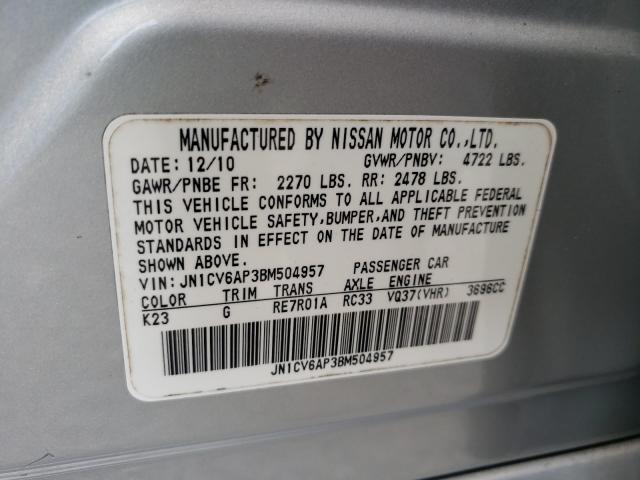 MANUFACTURED BY NISSAN MOTOR CO.,LTD.
DATE: 12/10 GVWR/PNBV: 4722 LBS.
GAWR/PNBE FR: 2270 LBS. RR: 2478 LBS.
THIS VEHICLE CONFORMS TO ALL APPLICABLE FEDERAL
MOTOR VEHICLE SAFETY,BUMPER,AND THEFT PREVENTION
STANDARDS IN EFFECT ON THE DATE OF MANUFACTURE
SHOWN ABOVE.
VIN: JN1CV6AP3BM504957 PASSENGER CAR
COLOR TRIM TRANS AXLE ENGINE
K23 G RE7R01A RC33 VQ37(VHR) 3696CC
JN1CV6AP3BM504957